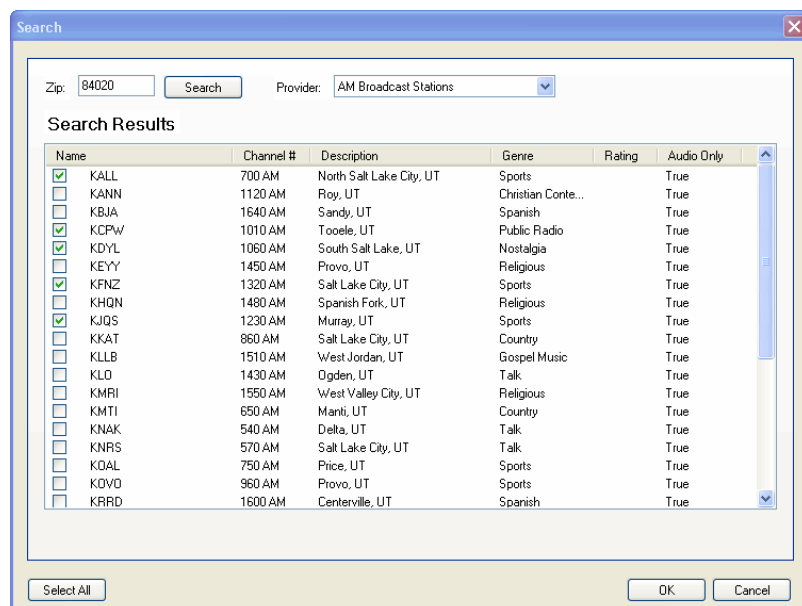 Search
Zip: 84020 Search Provider: AM Broadcast Stations
Search Results
Name Channel # Description Genre Rating Audio Only
KALL 700 AM North Salt Lake City, UT Sports True
KANN 1120 AM Roy, UT Christian Conte... True
KBJA 1640 AM Sandy, UT Spanish True
KCPW 1010 AM Tooele, UT Public Radio True
KDYL 1060 AM South Salt Lake, UT Nostalgia True
KEYY 1450 AM Provo, UT Religious True
KFNZ 1320 AM Salt Lake City, UT Sports True
KHQN 1480 AM Spanish Fork, UT Religious True
KJQS 1230 AM Murray, UT Sports True
KKAT 860 AM Salt Lake City, UT Country True
KLLB 1510 AM West Jordan, UT Gospel Music True
KLO 1430 AM Ogden, UT Talk True
KMRI 1550 AM West Valley City, UT Religious True
KMTI 650 AM Manti, UT Country True
KNAK 540 AM Delta, UT Talk True
KNRS 570 AM Salt Lake City, UT Talk True
KOAL 750 AM Price, UT Sports True
KOVO 960 AM Provo, UT Sports True
KRRD 1600 AM Centerville, UT Spanish True
Select All OK Cancel